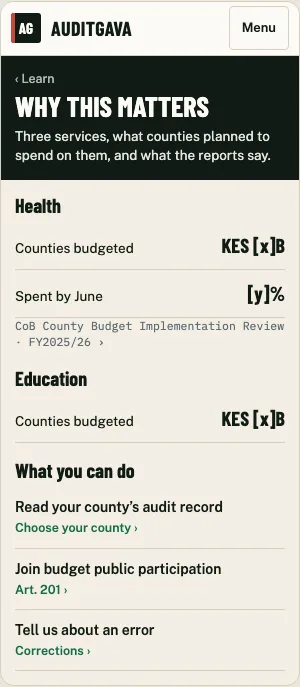 AG AUDITGAVA Menu
‹ Learn
WHY THIS MATTERS
Three services, what counties planned to
spend on them, and what the reports say.
Health
Counties budgeted KES [x]B
Spent by June [y]%
CoB County Budget Implementation Review
· FY2025/26 ›
Education
Counties budgeted KES [x]B
What you can do
Read your county’s audit record
Choose your county ›
Join budget public participation
Art. 201 ›
Tell us about an error
Corrections ›